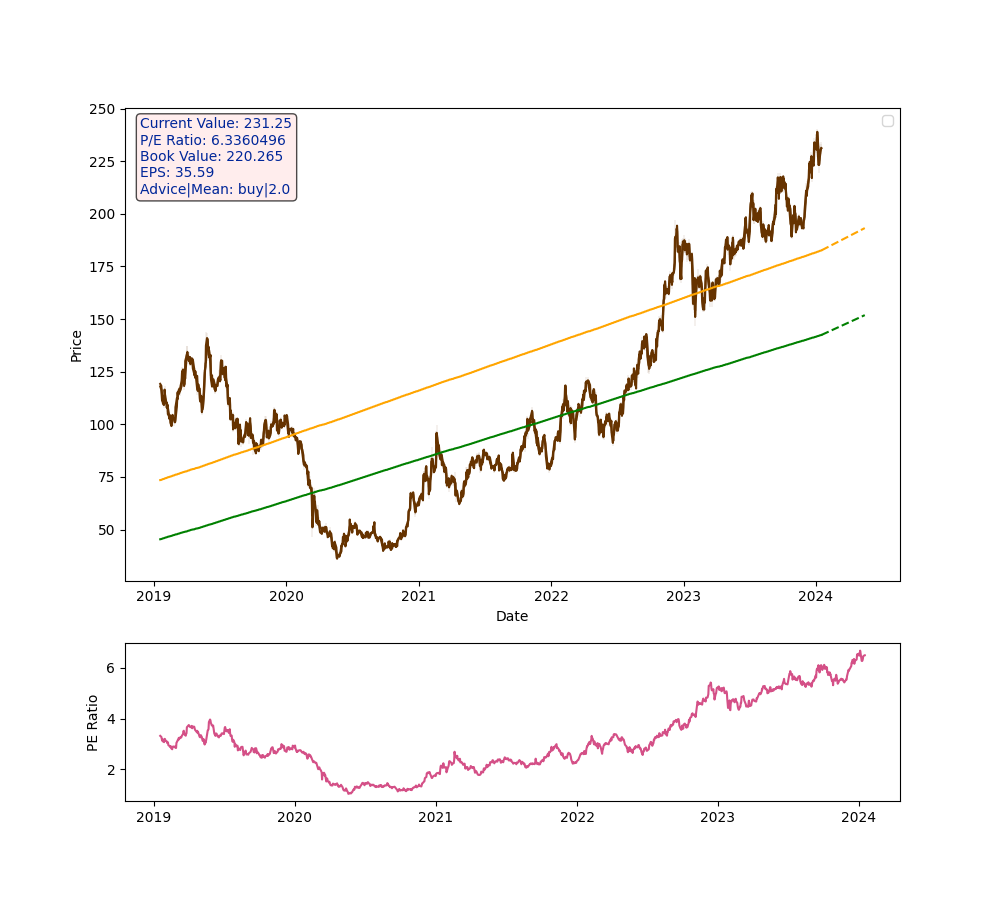 250
225
200
175
150
125
100
75
50
Price
Current Value: 231.25
P/E Ratio: 6.3360496
Book Value: 220.265
EPS: 35.59
Advice|Mean: buy|2.0
2019 2020 2021 2022 2023 2024
Date
6
4
2
PE Ratio
2019 2020 2021 2022 2023 2024